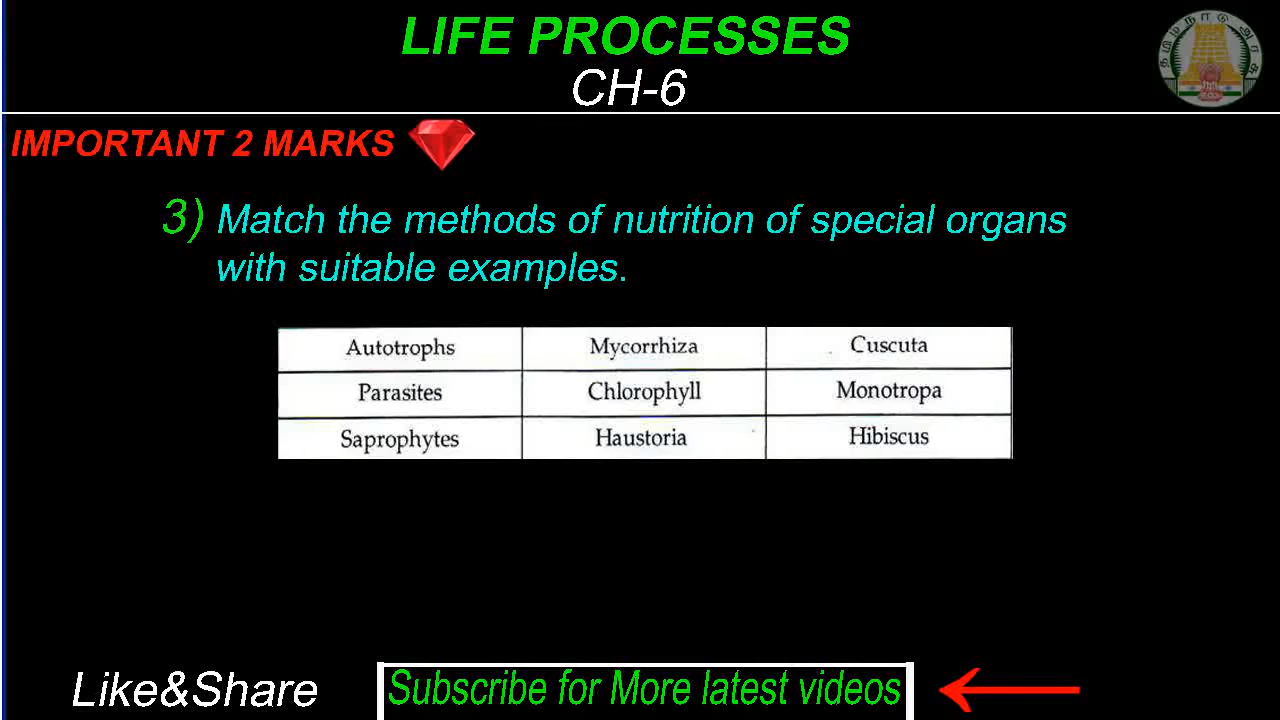 LIFE PROCESSES
CH-6
IMPORTANT 2 MARKS
3) Match the methods of nutrition of special organs
with suitable examples.
Autotrophs Mycorrhiza Cuscuta
Parasites Chlorophyll Monotropa
Saprophytes Haustoria Hibiscus
Like&Share Subscribe for More latest videos